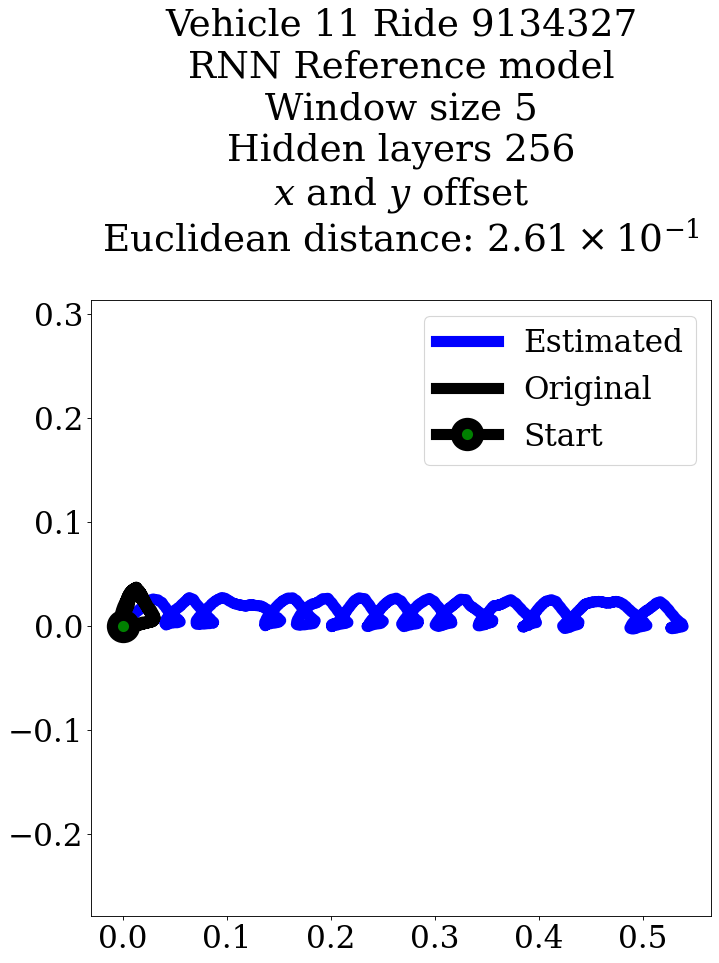 Vehicle 11 Ride 9134327
RNN Reference model
Window size 5
Hidden layers 256
x and y offset
Euclidean distance: 2.61 × 10⁻¹
Estimated
Original
Start
0.3
0.2
0.1
0.0
−0.1
−0.2
0.0 0.1 0.2 0.3 0.4 0.5